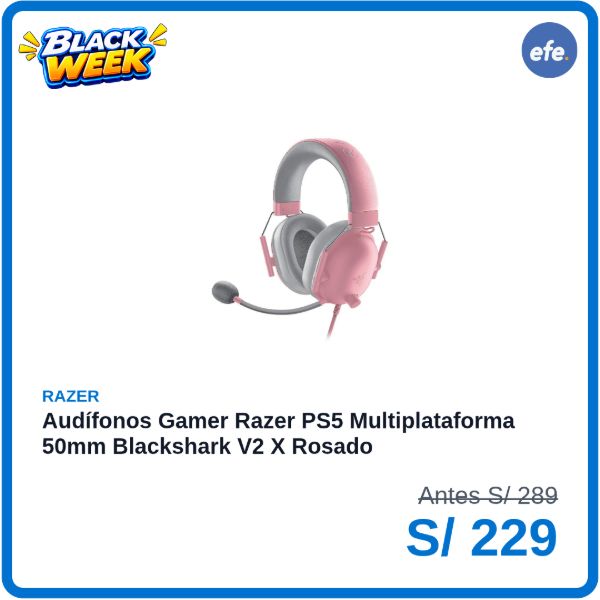 BLACK
WEEK
efe.
RAZER
Audífonos Gamer Razer PS5 Multiplataforma
50mm Blackshark V2 X Rosado
Antes S/ 289
S/ 229